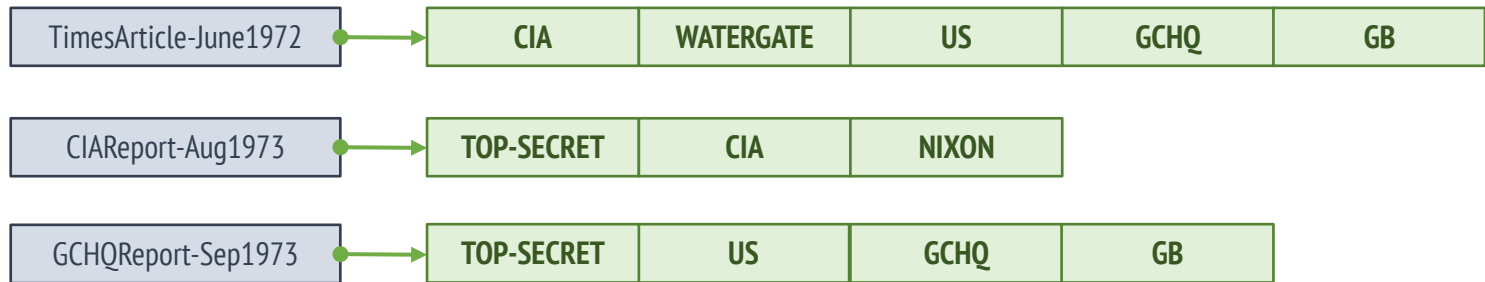 TimesArticle-June1972 CIA WATERGATE US GCHQ GB
CIAReport-Aug1973 TOP-SECRET CIA NIXON
GCHQReport-Sep1973 TOP-SECRET US GCHQ GB